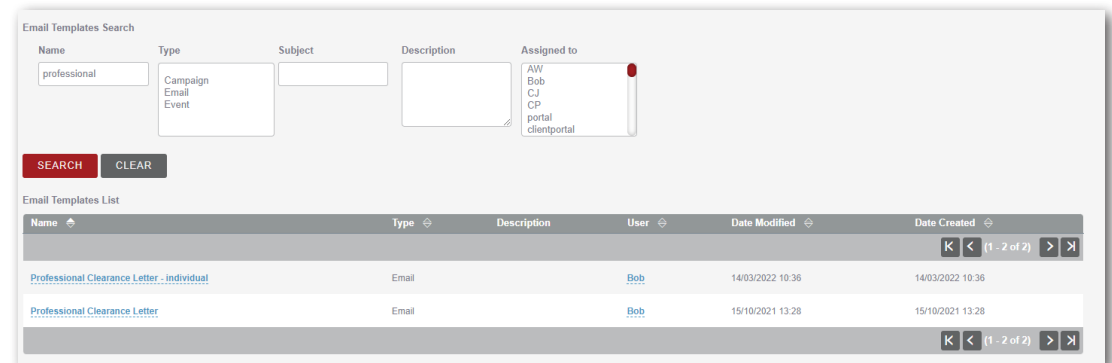 Email Templates Search
Name Type Subject Description Assigned to
professional
Campaign
Email
Event
AW
Bob
CJ
CP
portal
clientportal
SEARCH CLEAR
Email Templates List
Name Type Description User Date Modified Date Created
(1 - 2 of 2)
Professional Clearance Letter - individual Email Bob 14/03/2022 10:36 14/03/2022 10:36
Professional Clearance Letter Email Bob 15/10/2021 13:28 15/10/2021 13:28
(1 - 2 of 2)